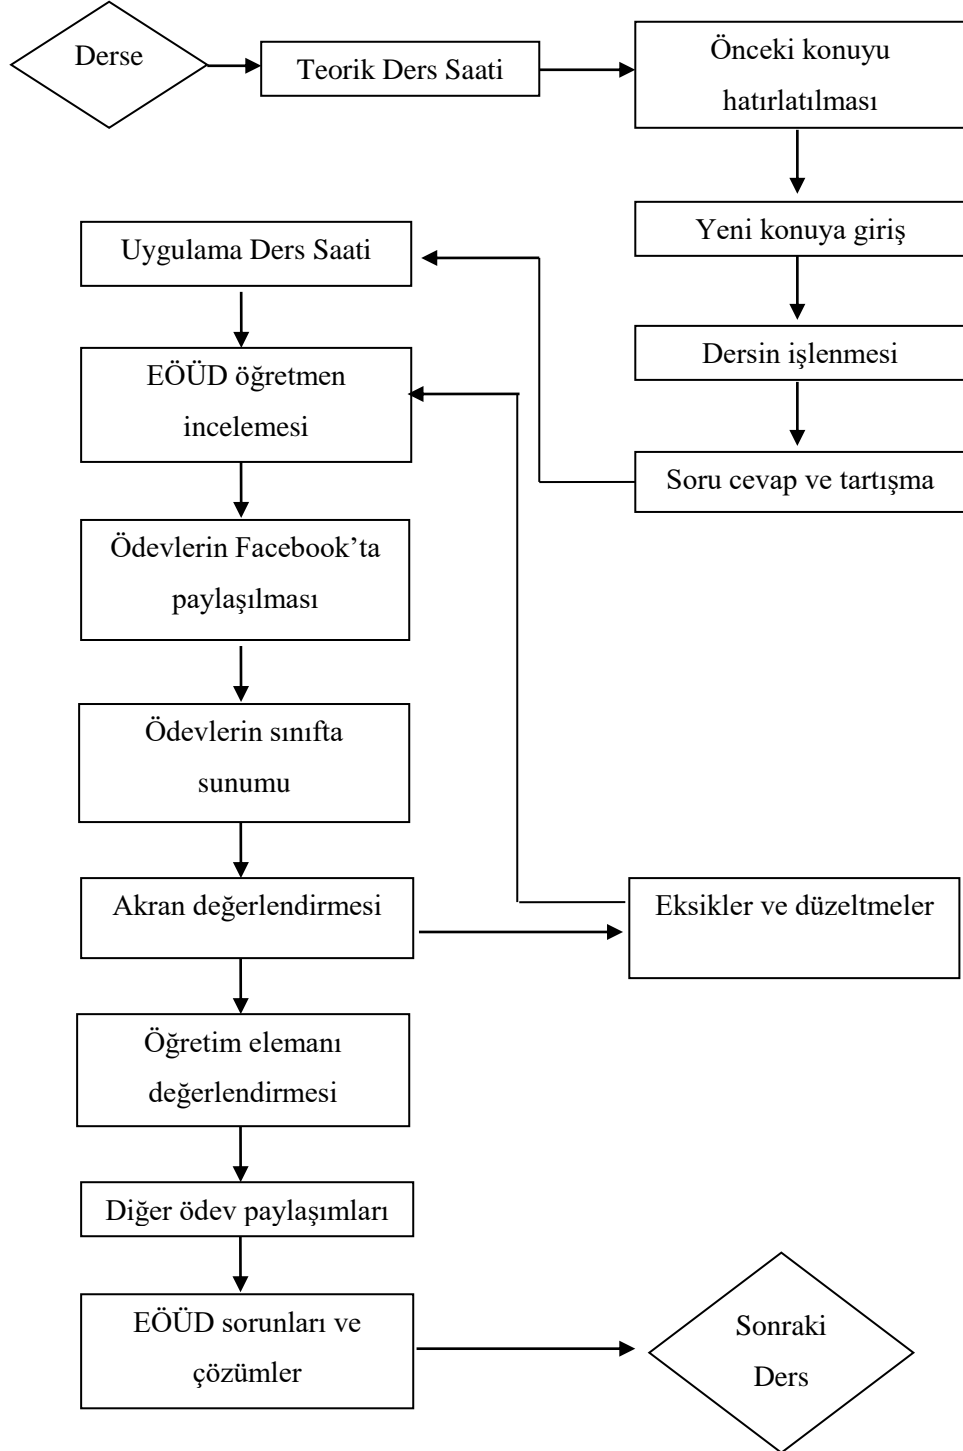 Derse
Teorik Ders Saati
Önceki konuyu
hatırlatılması
Yeni konuya giriş
Dersin işlenmesi
Soru cevap ve tartışma
Uygulama Ders Saati
EÖÜD öğretmen
incelemesi
Ödevlerin Facebook’ta
paylaşılması
Ödevlerin sınıfta
sunumu
Akran değerlendirmesi
Eksikler ve düzeltmeler
Öğretim elemanı
değerlendirmesi
Diğer ödev paylaşımları
EÖÜD sorunları ve
çözümler
Sonraki
Ders